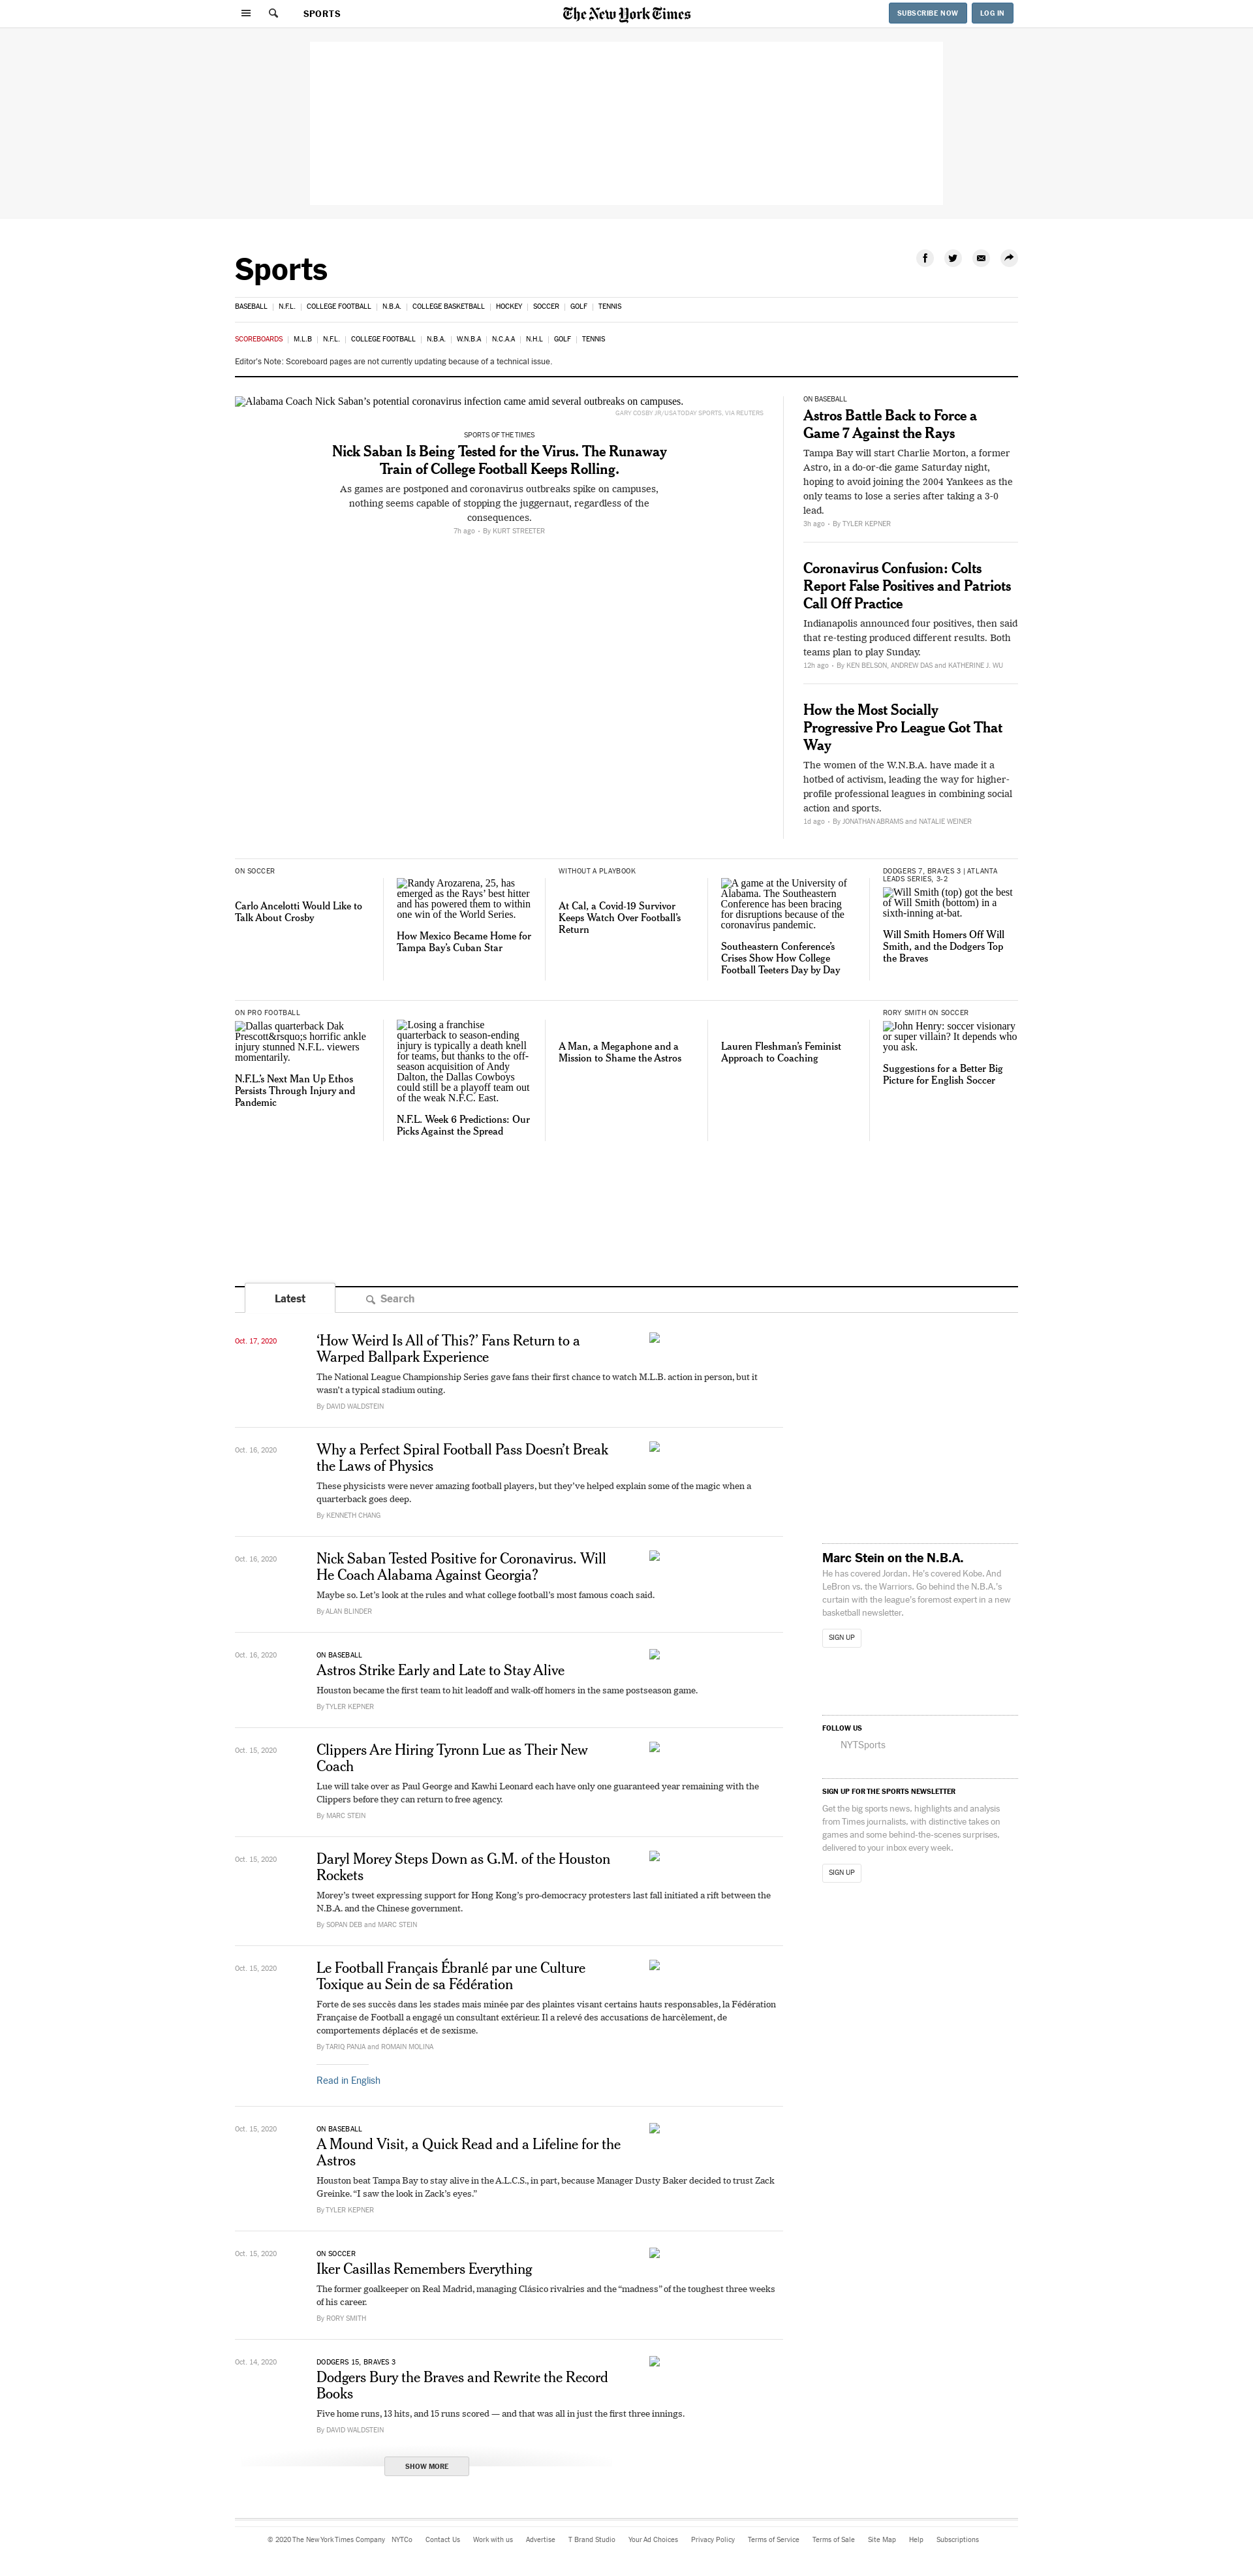 SPORTS
The New York Times
SUBSCRIBE NOW
LOG IN
Sports
BASEBALL | N.F.L. | COLLEGE FOOTBALL | N.B.A. | COLLEGE BASKETBALL | HOCKEY | SOCCER | GOLF | TENNIS
SCOREBOARDS | M.L.B | N.F.L. | COLLEGE FOOTBALL | N.B.A. | W.N.B.A | N.C.A.A | N.H.L | GOLF | TENNIS
Editor's Note: Scoreboard pages are not currently updating because of a technical issue.
Alabama Coach Nick Saban’s potential coronavirus infection came amid several outbreaks on campuses.
GARY COSBY JR/USA TODAY SPORTS, VIA REUTERS
SPORTS OF THE TIMES
Nick Saban Is Being Tested for the Virus. The Runaway
Train of College Football Keeps Rolling.
As games are postponed and coronavirus outbreaks spike on campuses,
nothing seems capable of stopping the juggernaut, regardless of the
consequences.
7h ago - By KURT STREETER
ON BASEBALL
Astros Battle Back to Force a
Game 7 Against the Rays
Tampa Bay will start Charlie Morton, a former
Astro, in a do-or-die game Saturday night,
hoping to avoid joining the 2004 Yankees as the
only teams to lose a series after taking a 3-0
lead.
3h ago - By TYLER KEPNER
Coronavirus Confusion: Colts
Report False Positives and Patriots
Call Off Practice
Indianapolis announced four positives, then said
that re-testing produced different results. Both
teams plan to play Sunday.
12h ago - By KEN BELSON, ANDREW DAS and KATHERINE J. WU
How the Most Socially
Progressive Pro League Got That
Way
The women of the W.N.B.A. have made it a
hotbed of activism, leading the way for higher-
profile professional leagues in combining social
action and sports.
1d ago - By JONATHAN ABRAMS and NATALIE WEINER
ON SOCCER
Carlo Ancelotti Would Like to
Talk About Crosby
Randy Arozarena, 25, has
emerged as the Rays’ best hitter
and has powered them to within
one win of the World Series.
How Mexico Became Home for
Tampa Bay’s Cuban Star
WITHOUT A PLAYBOOK
At Cal, a Covid-19 Survivor
Keeps Watch Over Football’s
Return
A game at the University of
Alabama. The Southeastern
Conference has been bracing
for disruptions because of the
coronavirus pandemic.
Southeastern Conference’s
Crises Show How College
Football Teeters Day by Day
DODGERS 7, BRAVES 3 | ATLANTA
LEADS SERIES, 3-2
Will Smith (top) got the best
of Will Smith (bottom) in a
sixth-inning at-bat.
Will Smith Homers Off Will
Smith, and the Dodgers Top
the Braves
ON PRO FOOTBALL
Dallas quarterback Dak
Prescott&rsquo;s horrific ankle
injury stunned N.F.L. viewers
momentarily.
N.F.L.’s Next Man Up Ethos
Persists Through Injury and
Pandemic
Losing a franchise
quarterback to season-ending
injury is typically a death knell
for teams, but thanks to the off-
season acquisition of Andy
Dalton, the Dallas Cowboys
could still be a playoff team out
of the weak N.F.C. East.
N.F.L. Week 6 Predictions: Our
Picks Against the Spread
A Man, a Megaphone and a
Mission to Shame the Astros
Lauren Fleshman’s Feminist
Approach to Coaching
RORY SMITH ON SOCCER
John Henry: soccer visionary
or super villain? It depends who
you ask.
Suggestions for a Better Big
Picture for English Soccer
Latest
Search
Oct. 17, 2020
‘How Weird Is All of This?’ Fans Return to a
Warped Ballpark Experience
The National League Championship Series gave fans their first chance to watch M.L.B. action in person, but it
wasn’t a typical stadium outing.
By DAVID WALDSTEIN
Oct. 16, 2020
Why a Perfect Spiral Football Pass Doesn’t Break
the Laws of Physics
These physicists were never amazing football players, but they’ve helped explain some of the magic when a
quarterback goes deep.
By KENNETH CHANG
Oct. 16, 2020
Nick Saban Tested Positive for Coronavirus. Will
He Coach Alabama Against Georgia?
Maybe so. Let’s look at the rules and what college football’s most famous coach said.
By ALAN BLINDER
Oct. 16, 2020
ON BASEBALL
Astros Strike Early and Late to Stay Alive
Houston became the first team to hit leadoff and walk-off homers in the same postseason game.
By TYLER KEPNER
Oct. 15, 2020
Clippers Are Hiring Tyronn Lue as Their New
Coach
Lue will take over as Paul George and Kawhi Leonard each have only one guaranteed year remaining with the
Clippers before they can return to free agency.
By MARC STEIN
Oct. 15, 2020
Daryl Morey Steps Down as G.M. of the Houston
Rockets
Morey’s tweet expressing support for Hong Kong’s pro-democracy protesters last fall initiated a rift between the
N.B.A. and the Chinese government.
By SOPAN DEB and MARC STEIN
Oct. 15, 2020
Le Football Français Ébranlé par une Culture
Toxique au Sein de sa Fédération
Forte de ses succès dans les stades mais minée par des plaintes visant certains hauts responsables, la Fédération
Française de Football a engagé un consultant extérieur. Il a relevé des accusations de harcèlement, de
comportements déplacés et de sexisme.
By TARIQ PANJA and ROMAIN MOLINA
Read in English
Oct. 15, 2020
ON BASEBALL
A Mound Visit, a Quick Read and a Lifeline for the
Astros
Houston beat Tampa Bay to stay alive in the A.L.C.S., in part, because Manager Dusty Baker decided to trust Zack
Greinke. “I saw the look in Zack’s eyes.”
By TYLER KEPNER
Oct. 15, 2020
ON SOCCER
Iker Casillas Remembers Everything
The former goalkeeper on Real Madrid, managing Clásico rivalries and the “madness” of the toughest three weeks
of his career.
By RORY SMITH
Oct. 14, 2020
DODGERS 15, BRAVES 3
Dodgers Bury the Braves and Rewrite the Record
Books
Five home runs, 13 hits, and 15 runs scored — and that was all in just the first three innings.
By DAVID WALDSTEIN
SHOW MORE
Marc Stein on the N.B.A.
He has covered Jordan. He’s covered Kobe. And
LeBron vs. the Warriors. Go behind the N.B.A.’s
curtain with the league’s foremost expert in a new
basketball newsletter.
SIGN UP
FOLLOW US
NYTSports
SIGN UP FOR THE SPORTS NEWSLETTER
Get the big sports news, highlights and analysis
from Times journalists, with distinctive takes on
games and some behind-the-scenes surprises,
delivered to your inbox every week.
SIGN UP
© 2020 The New York Times Company NYTCo Contact Us Work with us Advertise T Brand Studio Your Ad Choices Privacy Policy Terms of Service Terms of Sale Site Map Help Subscriptions